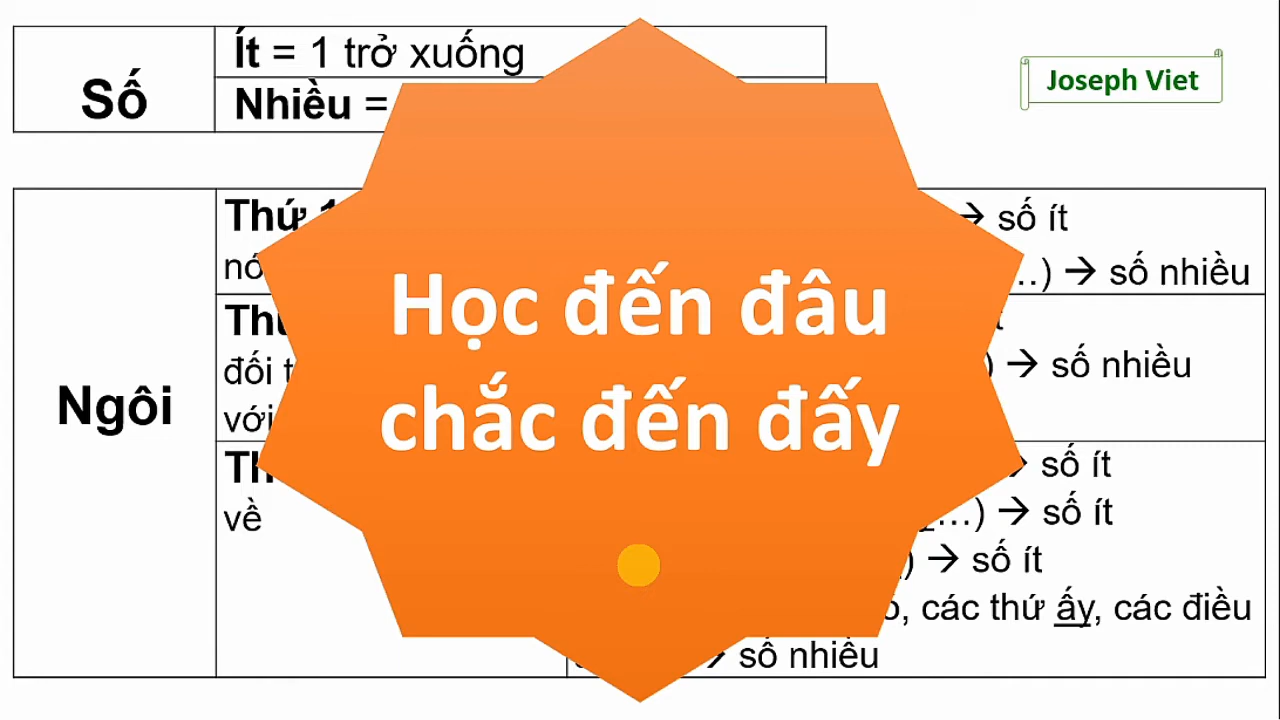 Số
Ít = 1 trở xuống
Nhiều =
Joseph Viet
Ngôi
Thứ
số ít
…) → số nhiều
Học đến đâu
chắc đến đấy
đối
) → số nhiều
với
→ số ít
về
…) → số ít
) → số ít
, các thứ ấy, các điều
→ số nhiều